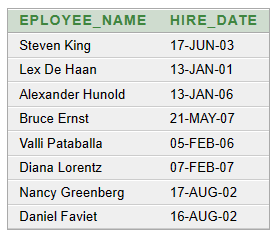 EPLOYEE_NAME HIRE_DATE
Steven King 17-JUN-03
Lex De Haan 13-JAN-01
Alexander Hunold 13-JAN-06
Bruce Ernst 21-MAY-07
Valli Pataballa 05-FEB-06
Diana Lorentz 07-FEB-07
Nancy Greenberg 17-AUG-02
Daniel Faviet 16-AUG-02